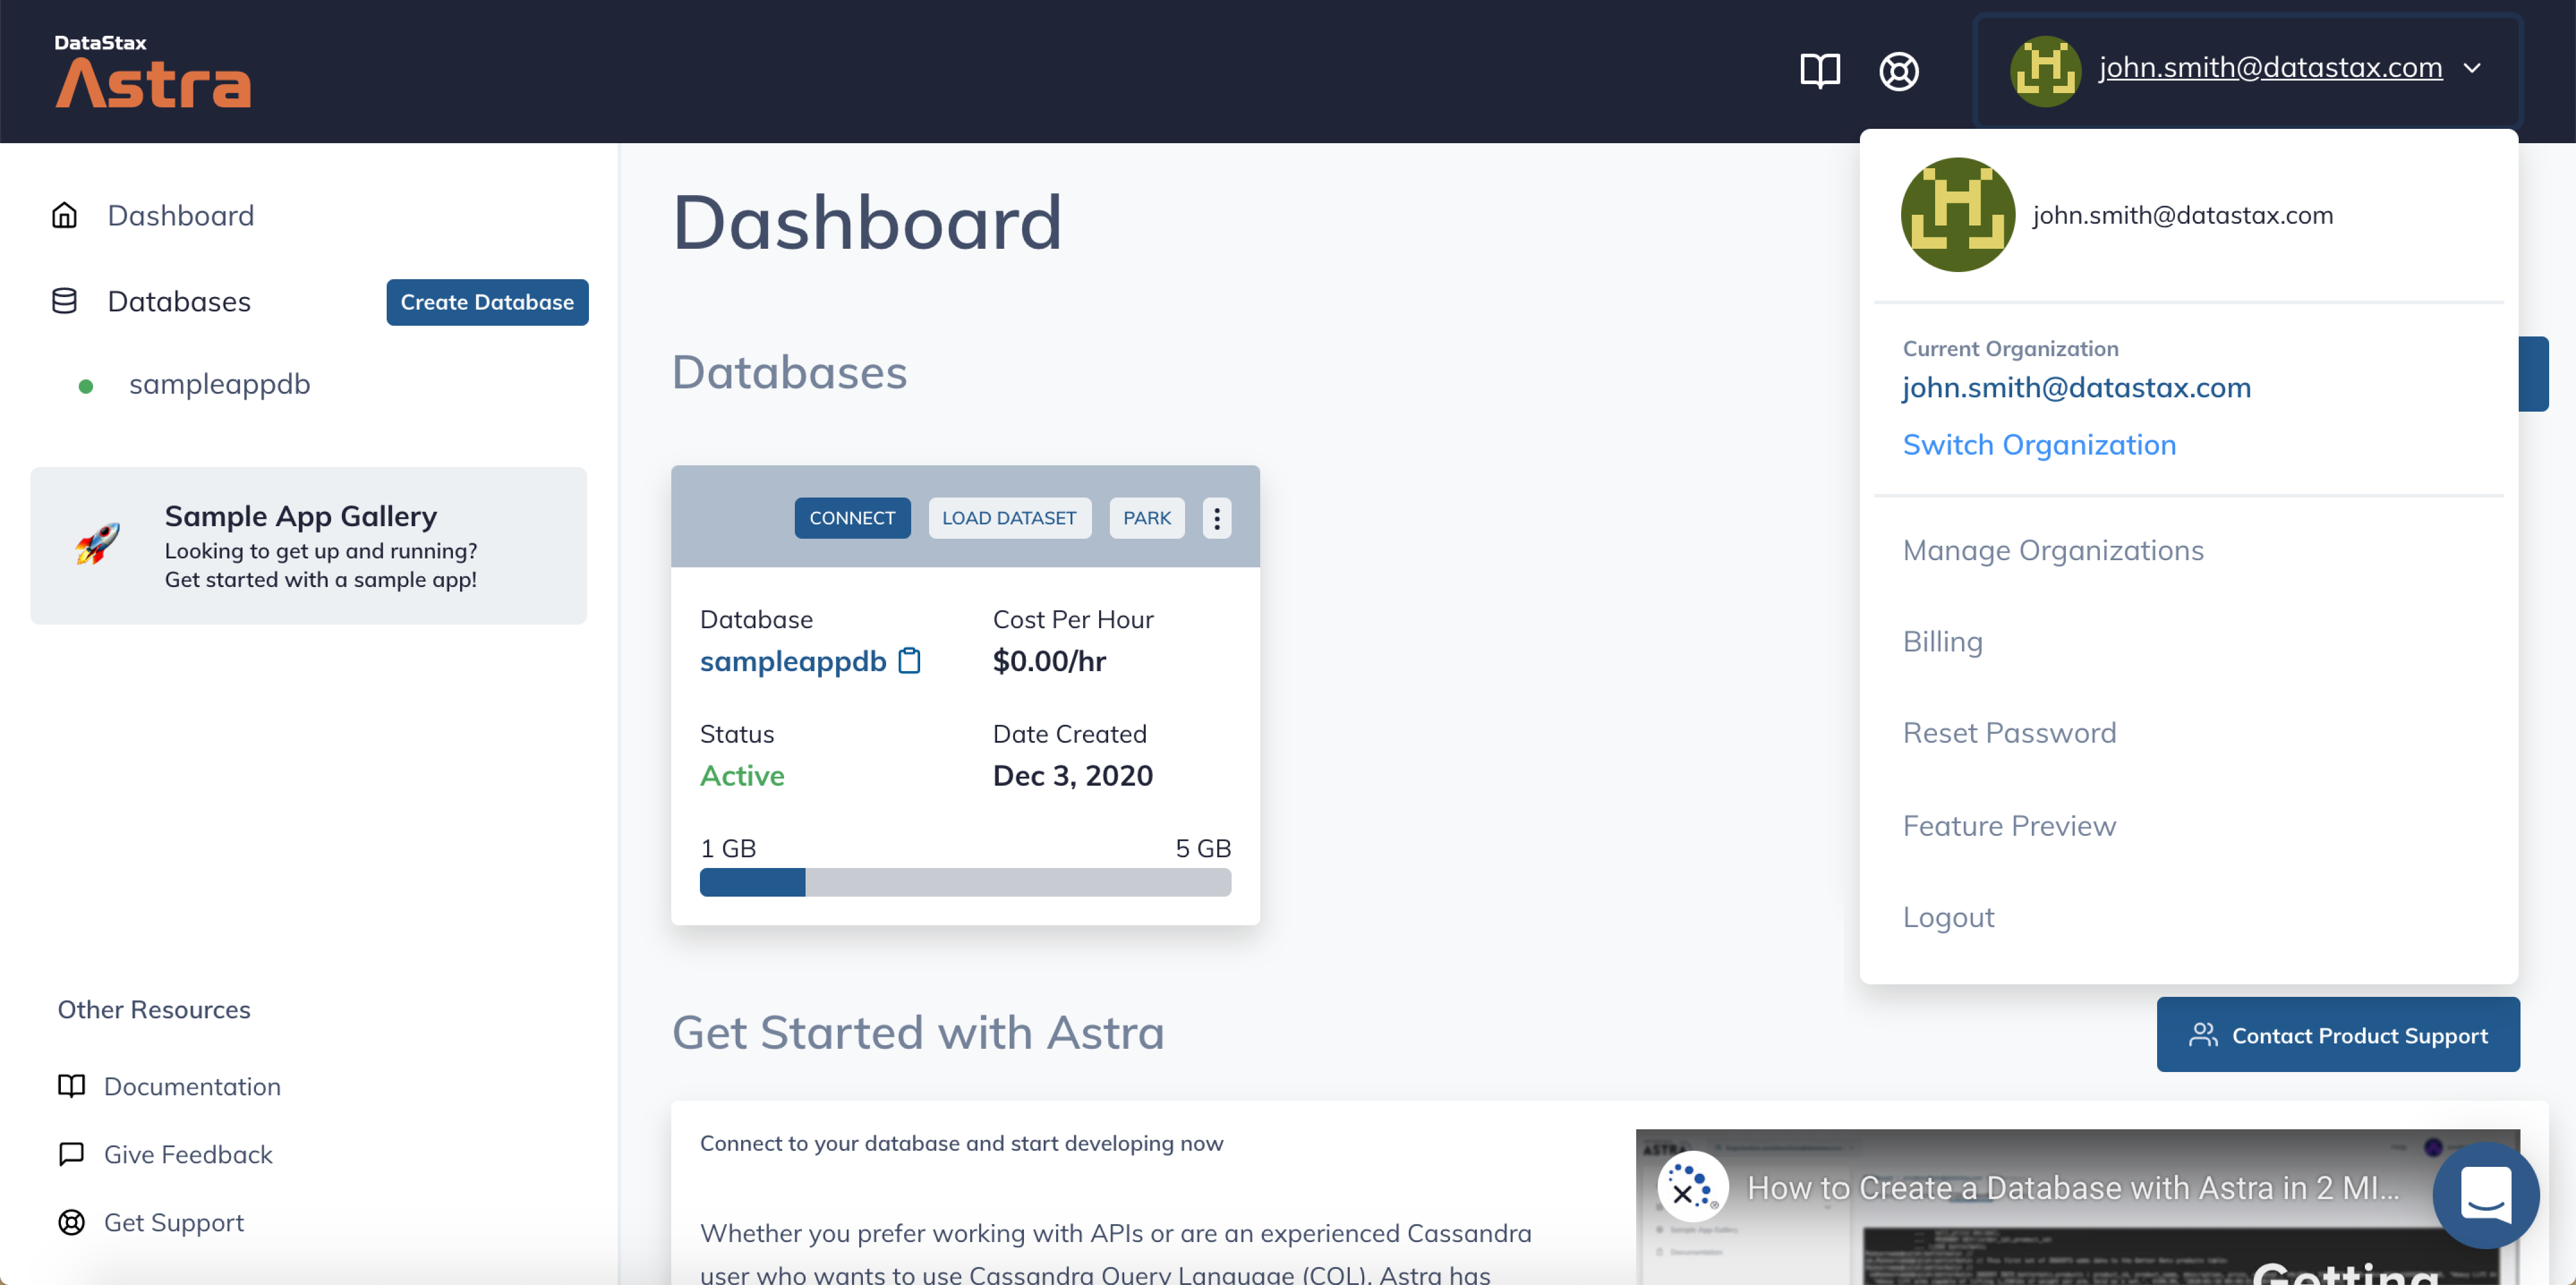 DataStax
Astra
john.smith@datastax.com
Dashboard
Databases
Create Database
sampleappdb
Sample App Gallery
Looking to get up and running?
Get started with a sample app!
Other Resources
Documentation
Give Feedback
Get Support
Dashboard
Databases
CONNECT
LOAD DATASET
PARK
Database
Cost Per Hour
sampleappdb
$0.00/hr
Status
Date Created
Active
Dec 3, 2020
1 GB
5 GB
john.smith@datastax.com
Current Organization
john.smith@datastax.com
Switch Organization
Manage Organizations
Billing
Reset Password
Feature Preview
Logout
Get Started with Astra
Contact Product Support
Connect to your database and start developing now
Whether you prefer working with APIs or are an experienced Cassandra
user who wants to use Cassandra Query Language (CQL), Astra has
How to Create a Database with Astra in 2 MI...
Getting